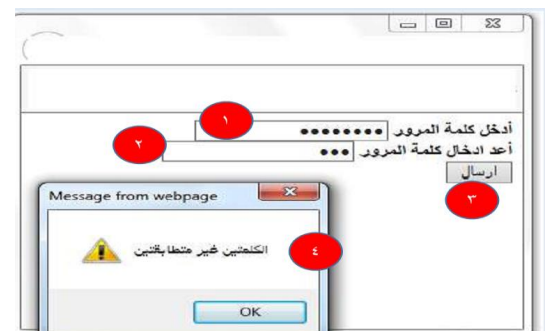 أدخل كلمة المرور
١
أعد ادخال كلمة المرور
٢
ارسال
٣
Message from webpage
الكلمتين غير متطابقتين
٤
OK